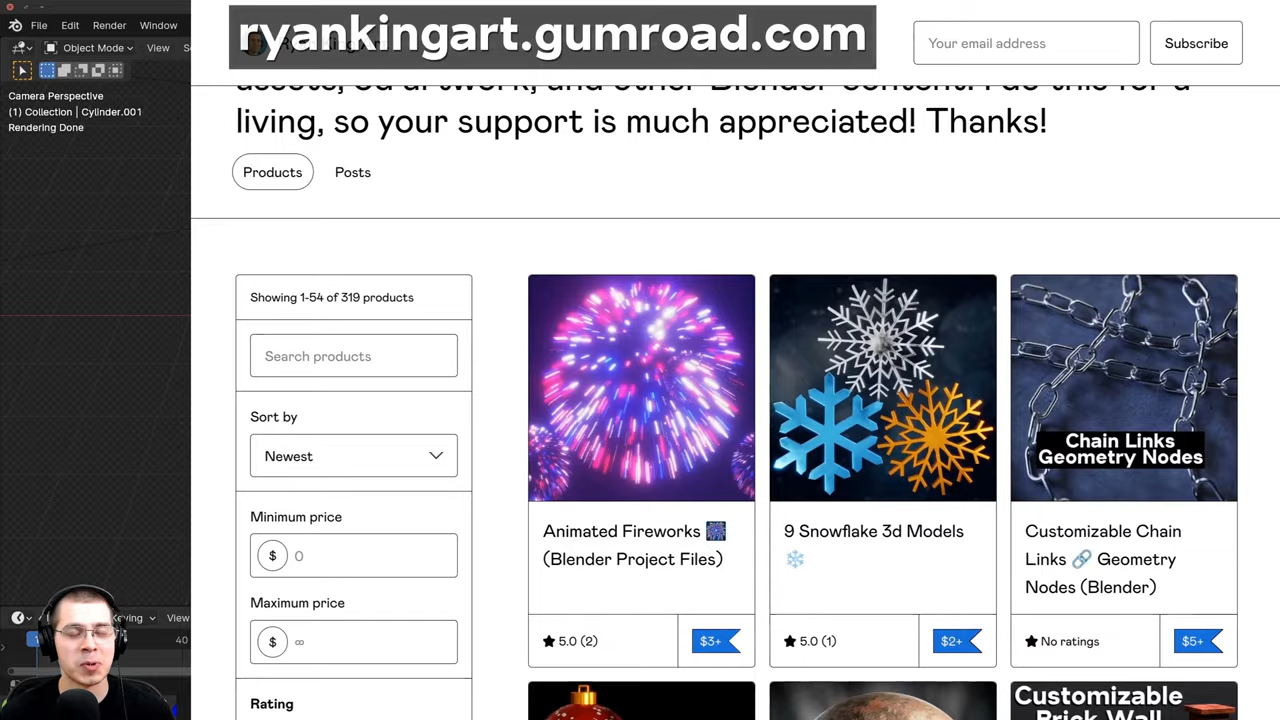 File Edit Render Window
Object Mode View
Camera Perspective
(1) Collection | Cylinder.001
Rendering Done
ryankingart.gumroad.com
Your email address
Subscribe
assets, 3d artwork, and other Blender content. I do this for a
living, so your support is much appreciated! Thanks!
Products
Posts
Showing 1-54 of 319 products
Search products
Sort by
Newest
Minimum price
$ 0
Maximum price
$ ∞
Rating
Chain Links
Geometry Nodes
Animated Fireworks 🎆
(Blender Project Files)
5.0 (2)
$3+
9 Snowflake 3d Models
❄️
5.0 (1)
$2+
Customizable Chain
Links 🔗 Geometry
Nodes (Blender)
No ratings
$5+
Customizable
Brick Wall
View
40